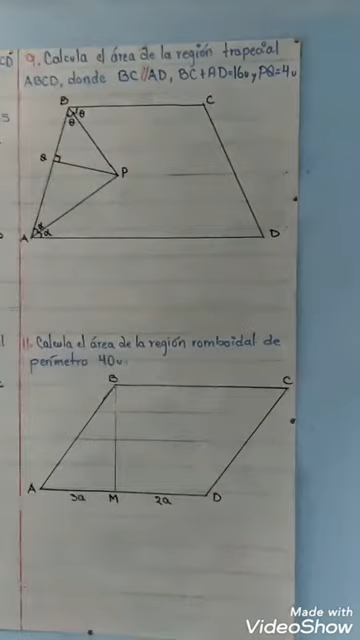 9. Calcula el área de la región trapecial
ABCD, donde BC//AD, BC+AD=16u y PQ=4u
B
C
θ
θ
Q
P
A
α
α
D
11. Calcula el área de la región romboidal de
perímetro 40u.
B
C
A
3a
M
2a
D
Made with
VideoShow